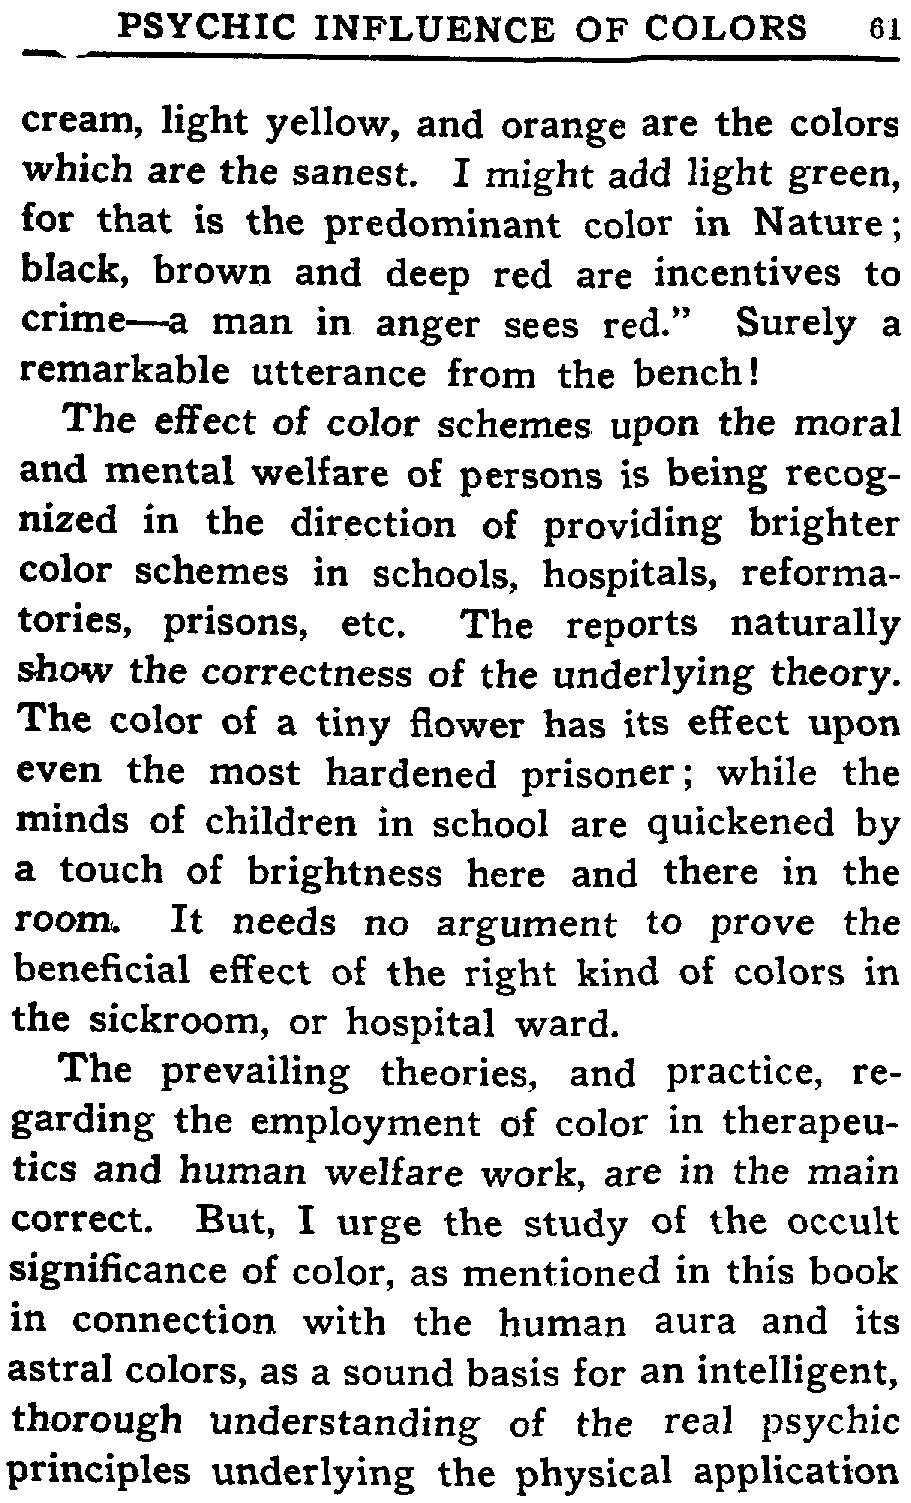 PSYCHIC INFLUENCE OF COLORS 61
cream, light yellow, and orange are the colors
which are the sanest. I might add light green,
for that is the predominant color in Nature;
black, brown and deep red are incentives to
crime—a man in anger sees red.” Surely a
remarkable utterance from the bench!
The effect of color schemes upon the moral
and mental welfare of persons is being recog-
nized in the direction of providing brighter
color schemes in schools, hospitals, reforma-
tories, prisons, etc. The reports naturally
show the correctness of the underlying theory.
The color of a tiny flower has its effect upon
even the most hardened prisoner; while the
minds of children in school are quickened by
a touch of brightness here and there in the
room. It needs no argument to prove the
beneficial effect of the right kind of colors in
the sickroom, or hospital ward.
The prevailing theories, and practice, re-
garding the employment of color in therapeu-
tics and human welfare work, are in the main
correct. But, I urge the study of the occult
significance of color, as mentioned in this book
in connection with the human aura and its
astral colors, as a sound basis for an intelligent,
thorough understanding of the real psychic
principles underlying the physical application